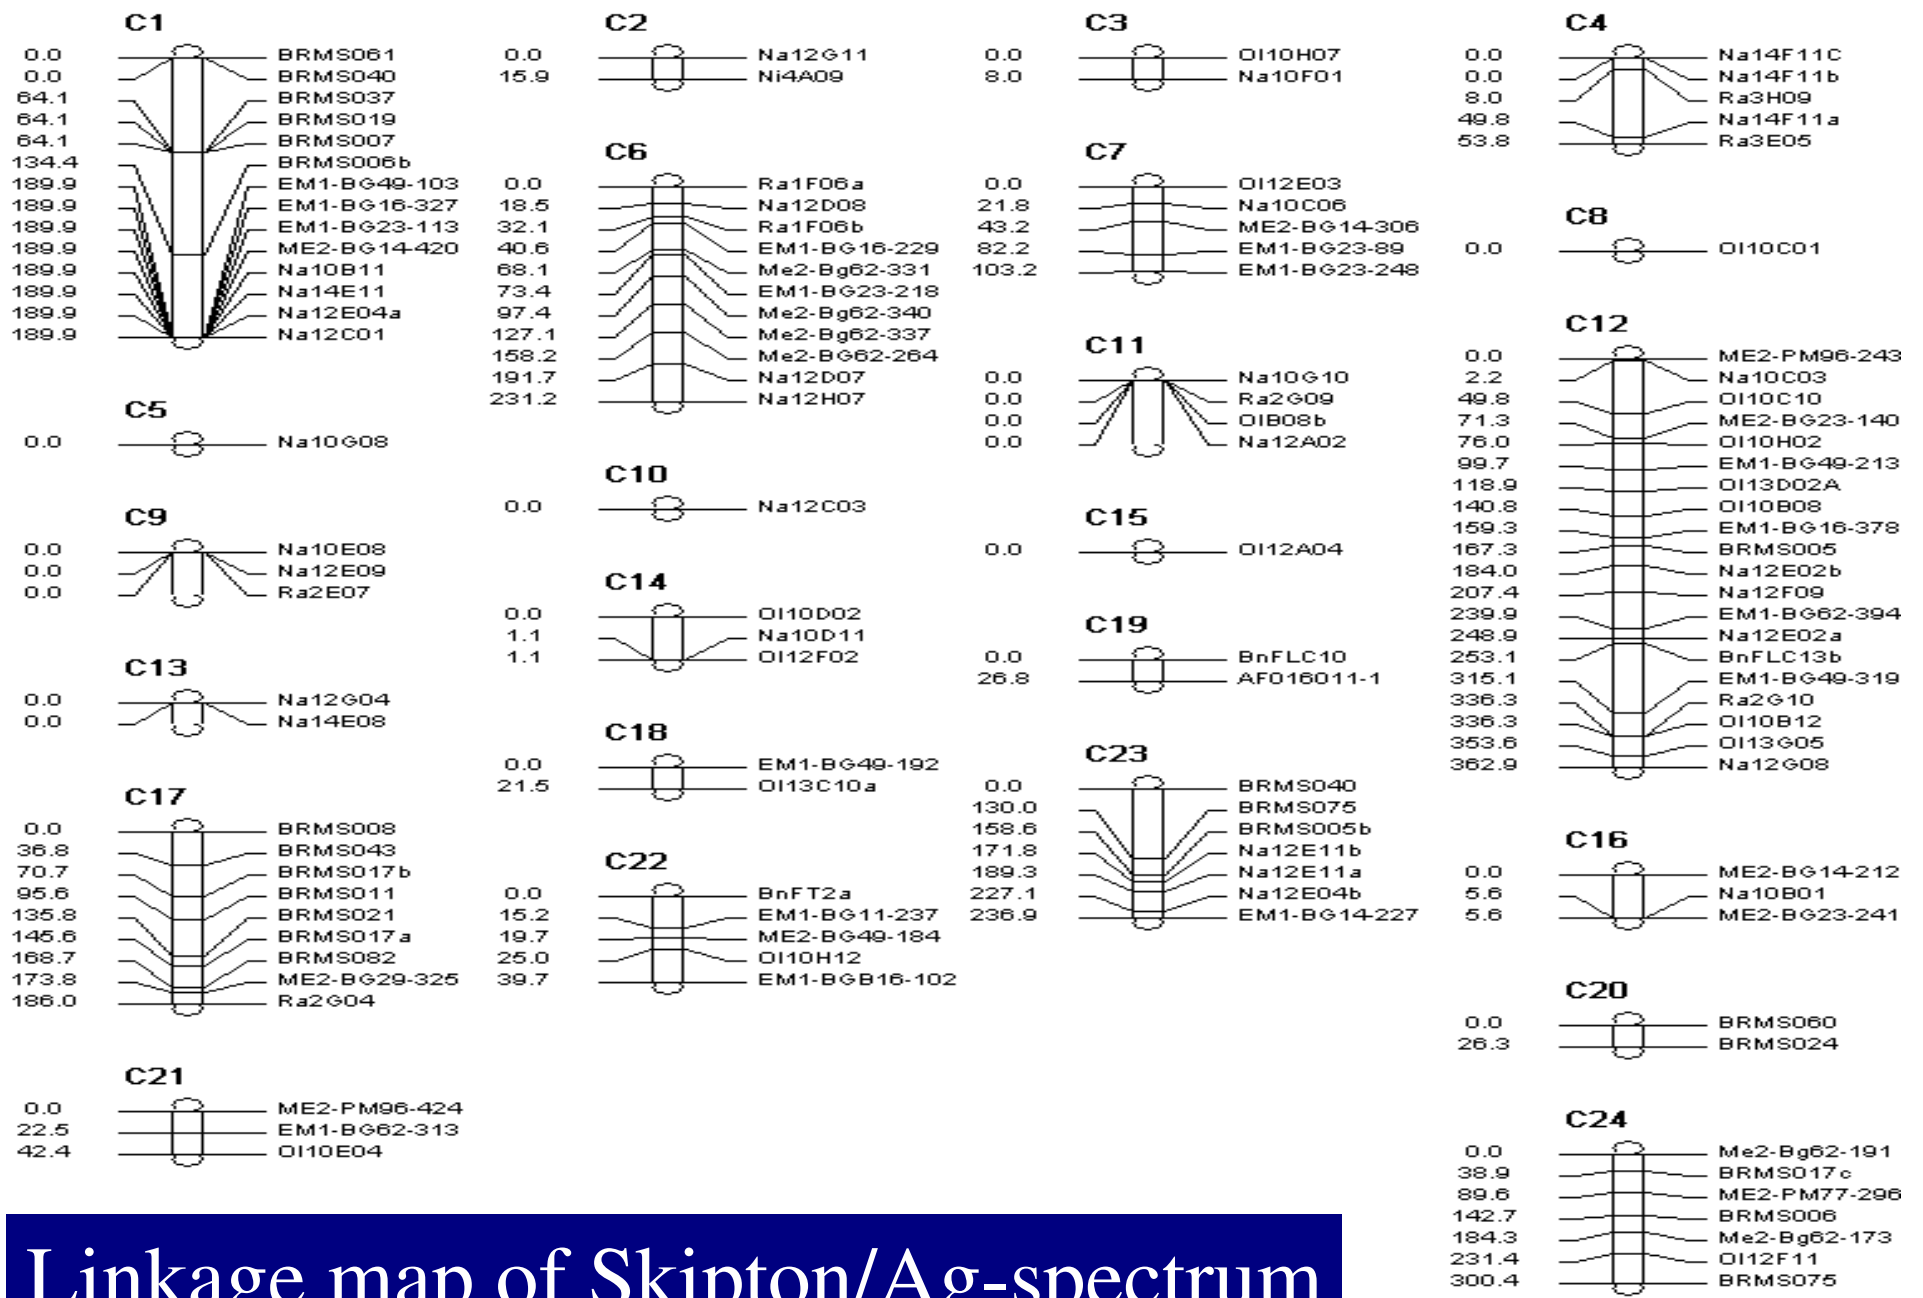 C1
0.0 BRMS061
0.0 BRMS040
64.1 BRMS037
64.1 BRMS019
64.1 BRMS007
134.4 BRMS006b
189.9 EM1-BG49-103
189.9 EM1-BG16-327
189.9 EM1-BG23-113
189.9 ME2-BG14-420
189.9 Na10B11
189.9 Na14E11
189.9 Na12E04a
189.9 Na12C01
C2
0.0 Na12G11
15.9 Ni4A09
C3
0.0 Ol10H07
8.0 Na10F01
C4
0.0 Na14F11C
0.0 Na14F11b
8.0 Ra3H09
49.8 Na14F11a
53.8 Ra3E05
C5
0.0 Na10G08
C6
0.0 Ra1F06a
18.5 Na12D08
32.1 Ra1F06b
40.6 EM1-BG16-229
68.1 Me2-Bg62-331
73.4 EM1-BG23-218
97.4 Me2-Bg62-340
127.1 Me2-Bg62-337
158.2 Me2-BG62-264
191.7 Na12D07
231.2 Na12H07
C7
0.0 Ol12E03
21.8 Na10C06
43.2 ME2-BG14-306
82.2 EM1-BG23-89
103.2 EM1-BG23-248
C8
0.0 Ol10C01
C9
0.0 Na10E08
0.0 Na12E09
0.0 Ra2E07
C10
0.0 Na12C03
C11
0.0 Na10G10
0.0 Ra2G09
0.0 OlB08b
0.0 Na12A02
C12
0.0 ME2-PM96-243
2.2 Na10C03
49.8 Ol10C10
71.3 ME2-BG23-140
76.0 Ol10H02
99.7 EM1-BG49-213
118.9 Ol13D02A
140.8 Ol10B08
159.3 EM1-BG16-378
167.3 BRMS005
184.0 Na12E02b
207.4 Na12F09
239.9 EM1-BG62-394
248.9 Na12E02a
253.1 BnFLC13b
315.1 EM1-BG49-319
336.3 Ra2G10
336.3 Ol10B12
353.6 Ol13G05
362.9 Na12G08
C13
0.0 Na12G04
0.0 Na14E08
C14
0.0 Ol10D02
1.1 Na10D11
1.1 Ol12F02
C15
0.0 Ol12A04
C16
0.0 ME2-BG14-212
5.6 Na10B01
5.6 ME2-BG23-241
C17
0.0 BRMS008
36.8 BRMS043
70.7 BRMS017b
95.6 BRMS011
135.8 BRMS021
145.6 BRMS017a
168.7 BRMS082
173.8 ME2-BG29-325
186.0 Ra2G04
C18
0.0 EM1-BG49-192
21.5 Ol13C10a
C19
0.0 BnFLC10
26.8 AF016011-1
C20
0.0 BRMS060
26.3 BRMS024
C21
0.0 ME2-PM96-424
22.5 EM1-BG62-313
42.4 Ol10E04
C22
0.0 BnFT2a
15.2 EM1-BG11-237
19.7 ME2-BG49-184
25.0 Ol10H12
39.7 EM1-BGB16-102
C23
0.0 BRMS040
130.0 BRMS075
158.6 BRMS005b
171.8 Na12E11b
189.3 Na12E11a
227.1 Na12E04b
236.9 EM1-BG14-227
C24
0.0 Me2-Bg62-191
38.9 BRMS017c
89.6 ME2-PM77-296
142.7 BRMS006
184.3 Me2-Bg62-173
231.4 Ol12F11
300.4 BRMS075
Linkage map of Skipton/Ag-spectrum